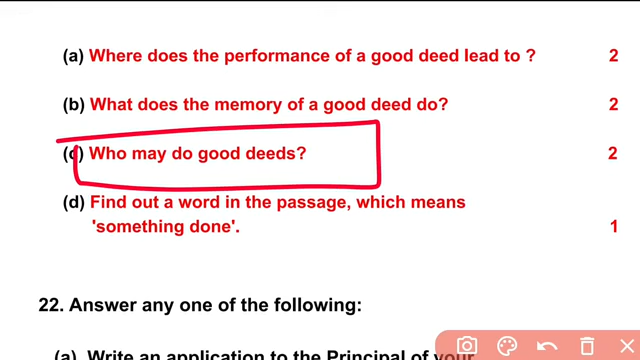 (a) Where does the performance of a good deed lead to ? 2
(b) What does the memory of a good deed do? 2
(c) Who may do good deeds? 2
(d) Find out a word in the passage, which means
'something done'. 1
22. Answer any one of the following:
(a) Write an application to the Principal of your